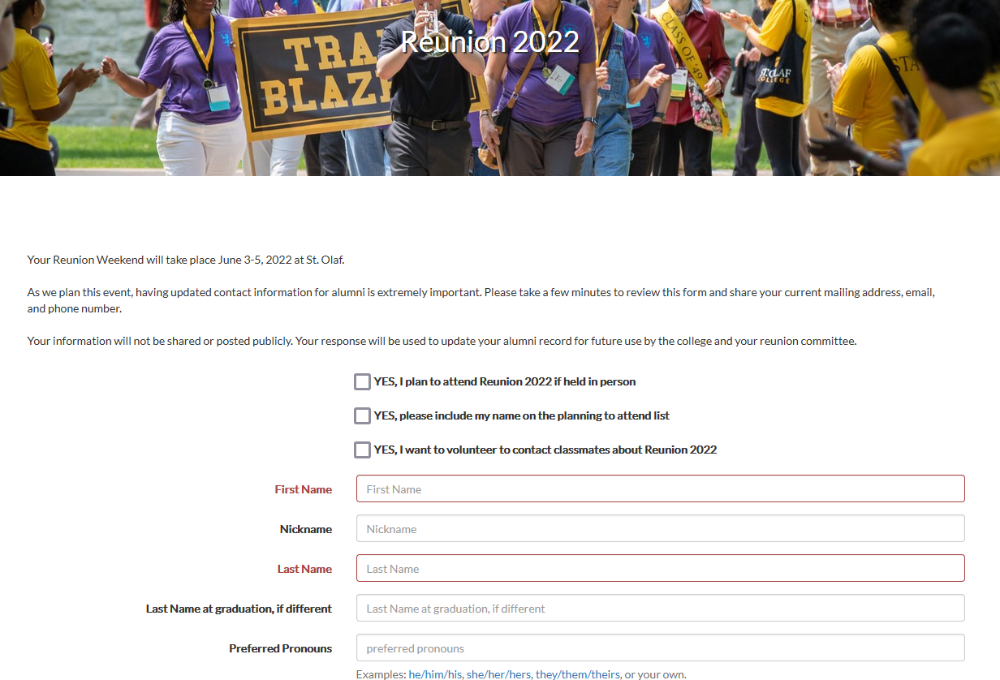 TRA
BLAZE
Reunion 2022
CLASS OF '49
ST. OLAF
COLLEGE
STA
Your Reunion Weekend will take place June 3-5, 2022 at St. Olaf.
As we plan this event, having updated contact information for alumni is extremely important. Please take a few minutes to review this form and share your current mailing address, email,
and phone number.
Your information will not be shared or posted publicly. Your response will be used to update your alumni record for future use by the college and your reunion committee.
YES, I plan to attend Reunion 2022 if held in person
YES, please include my name on the planning to attend list
YES, I want to volunteer to contact classmates about Reunion 2022
First Name First Name
Nickname Nickname
Last Name Last Name
Last Name at graduation, if different Last Name at graduation, if different
Preferred Pronouns preferred pronouns
Examples: he/him/his, she/her/hers, they/them/theirs, or your own.